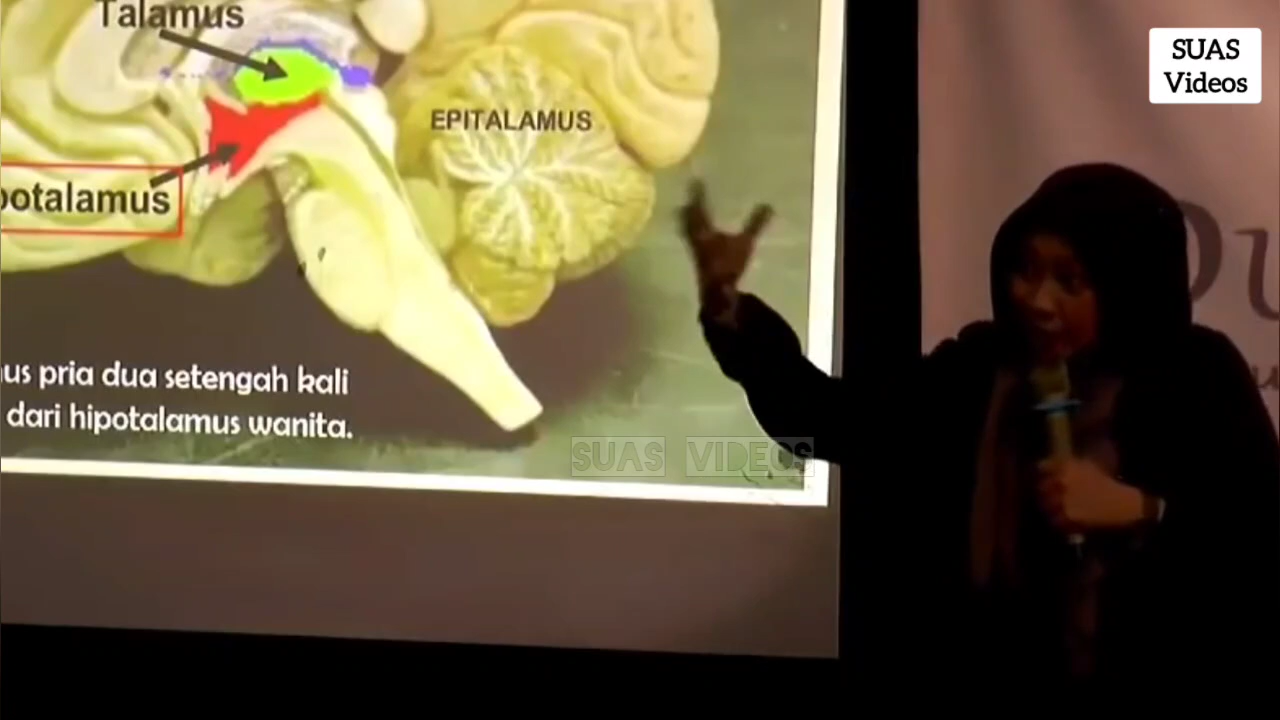 Talamus
SUAS
Videos
EPITALAMUS
potalamus
us pria dua setengah kali
dari hipotalamus wanita.
SUAS VIDEOS